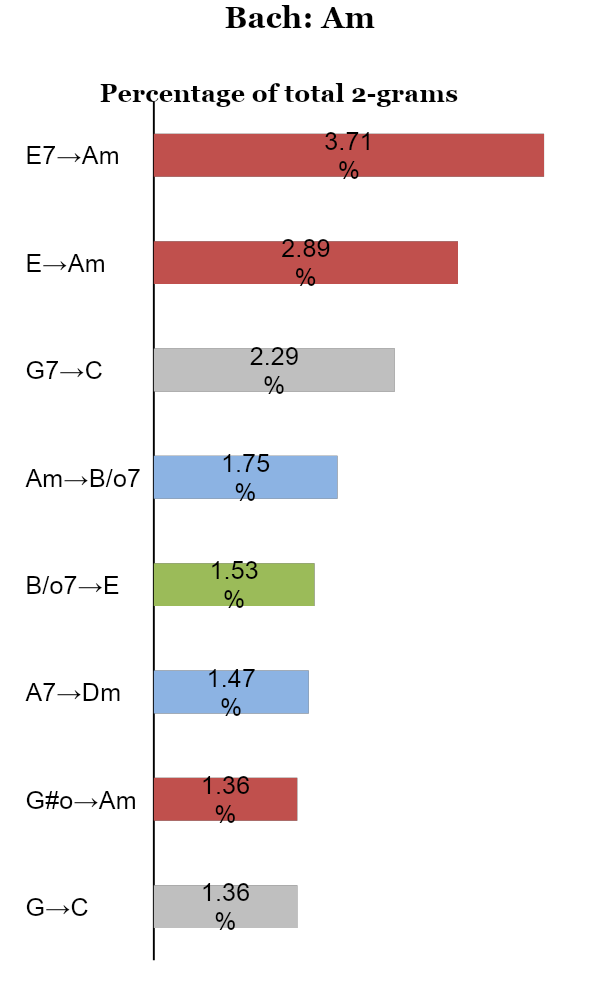 Bach: Am
Percentage of total 2-grams
E7→Am
3.71
%
E→Am
2.89
%
G7→C
2.29
%
Am→B/o7
1.75
%
B/o7→E
1.53
%
A7→Dm
1.47
%
G#o→Am
1.36
%
G→C
1.36
%